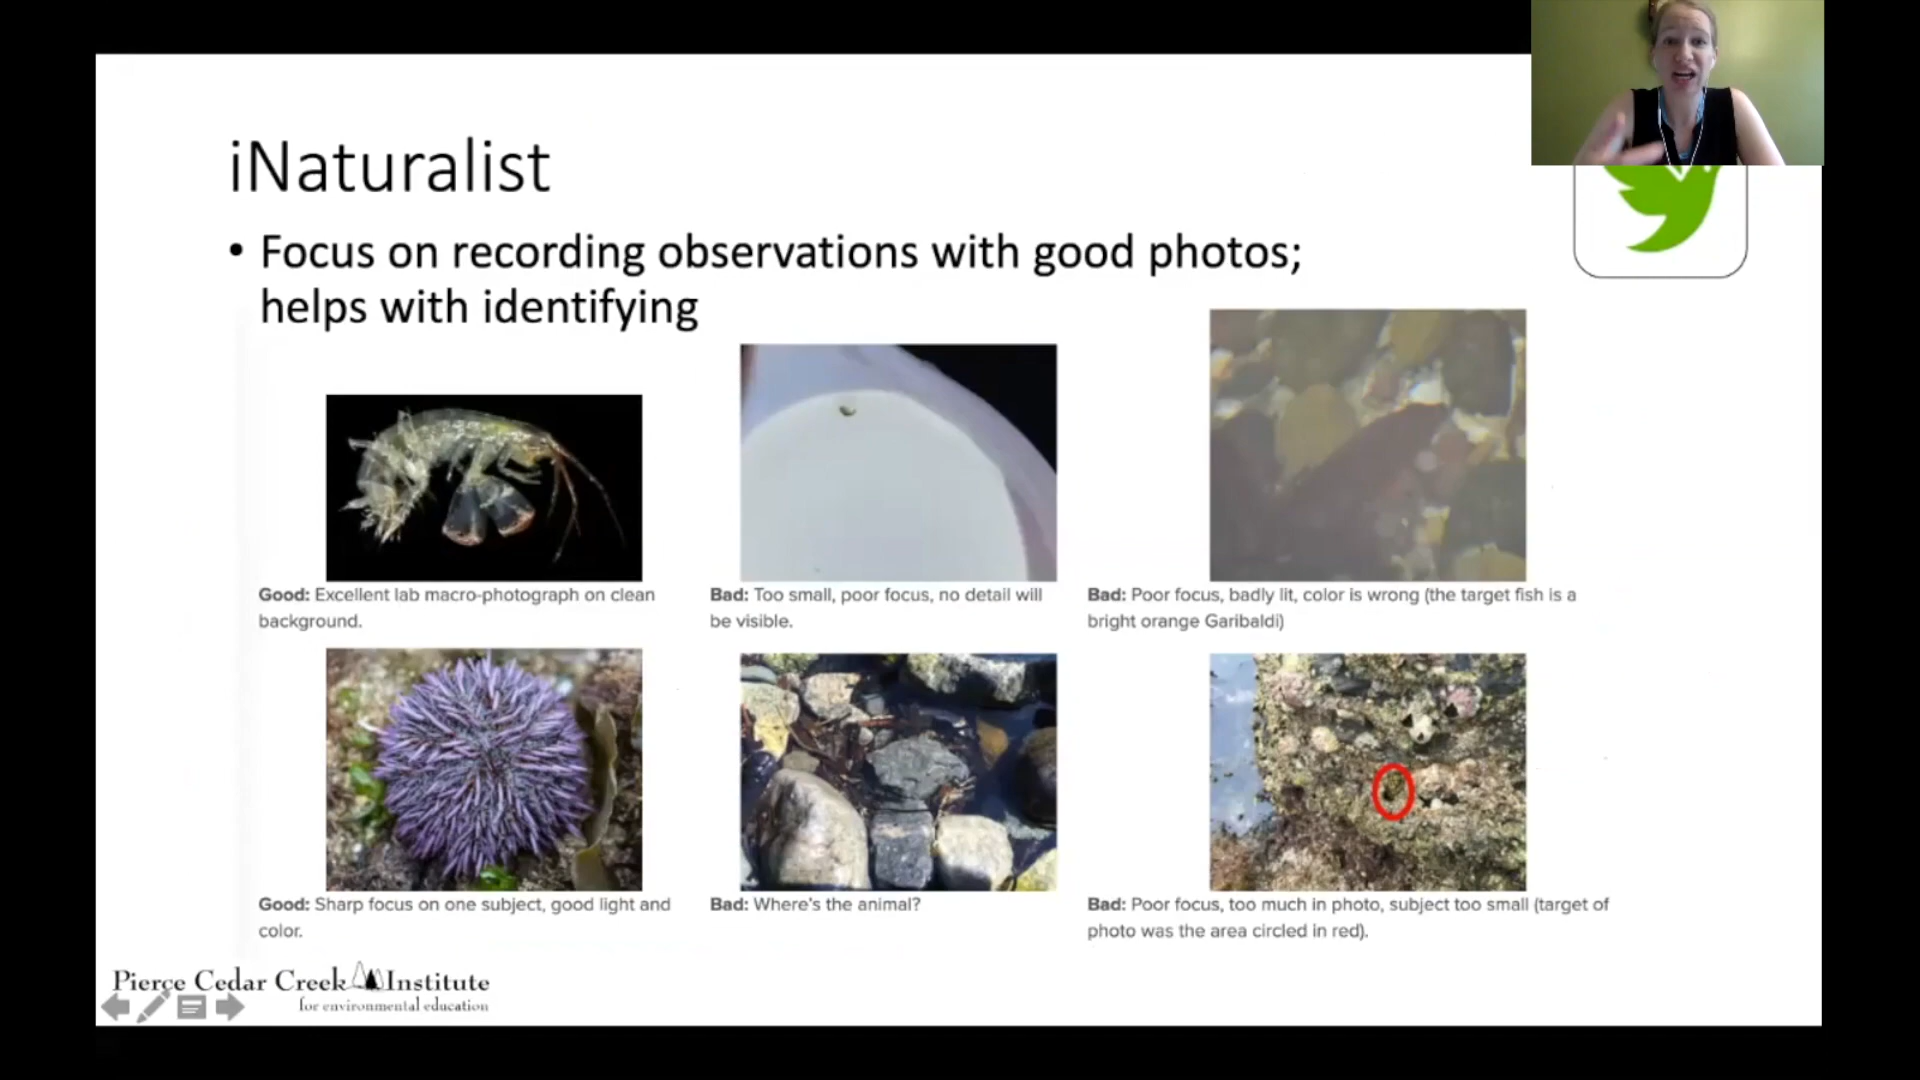 iNaturalist
• Focus on recording observations with good photos;
helps with identifying
Good: Excellent lab macro-photograph on clean
background.
Bad: Too small, poor focus, no detail will
be visible.
Bad: Poor focus, badly lit, color is wrong (the target fish is a
bright orange Garibaldi)
Good: Sharp focus on one subject, good light and
color.
Bad: Where's the animal?
Bad: Poor focus, too much in photo, subject too small (target of
photo was the area circled in red).
Pierce Cedar Creek Institute
for environmental education